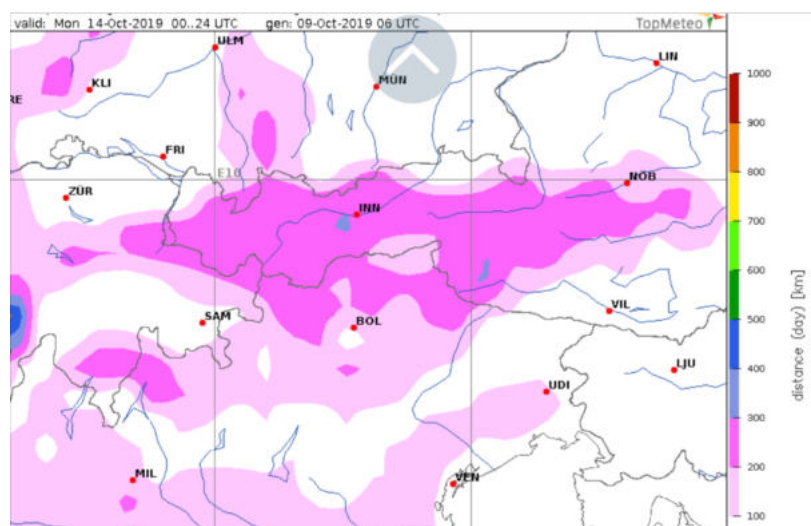 valid: Mon 14-Oct-2019 00..24 UTC gen: 09-Oct-2019 06 UTC TopMeteo
ULM
LIN
KLI
MÜN
RE
FRI
E10
NÖB
ZÜR
INN
SAM
BOL
VIL
LJU
UDI
MIL
VEN
1000
900
800
700
600
500
400
300
200
100
distance (day) [km]